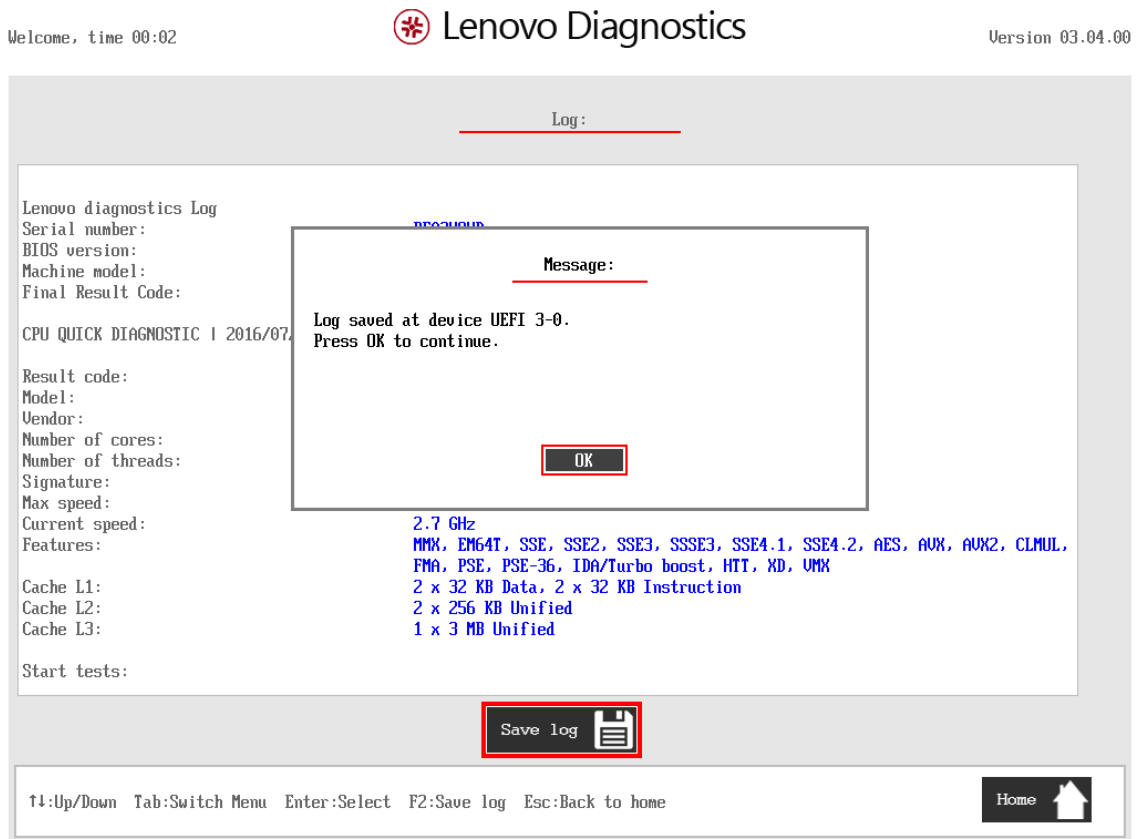 Welcome, time 00:02
Lenovo Diagnostics
Version 03.04.00
Log:
Lenovo diagnostics Log
Serial number:
BIOS version:
Machine model:
Final Result Code:
CPU QUICK DIAGNOSTIC | 2016/07
Result code:
Model:
Vendor:
Number of cores:
Number of threads:
Signature:
Max speed:
Current speed: 2.7 GHz
Features: MMX, EM64T, SSE, SSE2, SSE3, SSSE3, SSE4.1, SSE4.2, AES, AVX, AVX2, CLMUL,
FMA, PSE, PSE-36, IDA/Turbo boost, HTT, XD, VMX
Cache L1: 2 x 32 KB Data, 2 x 32 KB Instruction
Cache L2: 2 x 256 KB Unified
Cache L3: 1 x 3 MB Unified
Start tests:
Message:
Log saved at device UEFI 3-0.
Press OK to continue.
OK
Save log
↑↓:Up/Down Tab:Switch Menu Enter:Select F2:Save log Esc:Back to home
Home